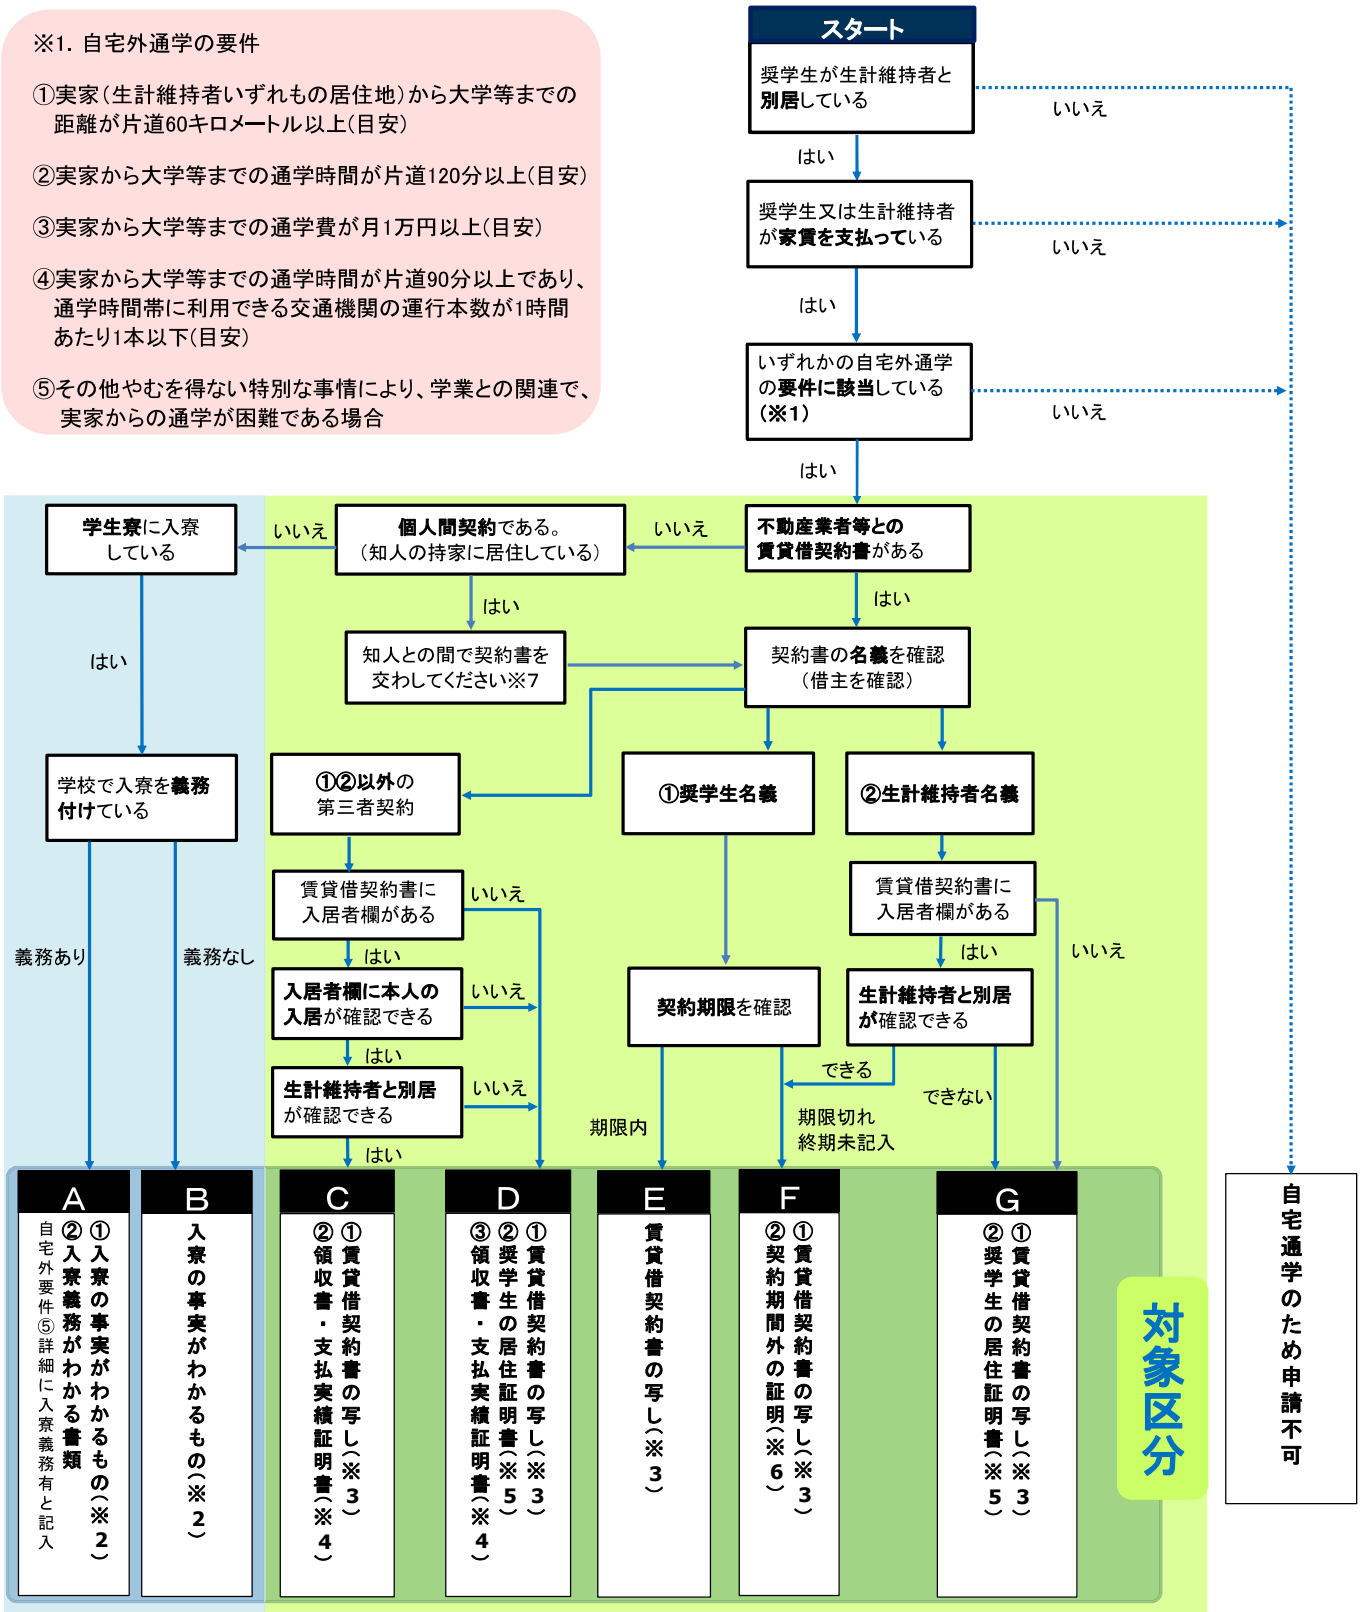 ※1．自宅外通学の要件
①実家（生計維持者いずれもの居住地）から大学等までの
距離が片道60キロメートル以上(目安)
②実家から大学等までの通学時間が片道120分以上(目安)
③実家から大学等までの通学費が月1万円以上(目安)
④実家から大学等までの通学時間が片道90分以上であり、
通学時間帯に利用できる交通機関の運行本数が1時間
あたり1本以下(目安)
⑤その他やむを得ない特別な事情により、学業との関連で、
実家からの通学が困難である場合
スタート
奨学生が生計維持者と
別居している
いいえ
はい
奨学生又は生計維持者
が家賃を支払っている
いいえ
はい
いずれかの自宅外通学
の要件に該当している
(※1)
いいえ
はい
学生寮に入寮
している
いいえ
個人間契約である。
（知人の持家に居住している）
いいえ
不動産業者等との
賃貸借契約書がある
はい
はい
はい
知人との間で契約書を
交わしてください※7
契約書の名義を確認
（借主を確認）
学校で入寮を義務
付けている
①②以外の
第三者契約
①奨学生名義
②生計維持者名義
賃貸借契約書に
入居者欄がある
いいえ
賃貸借契約書に
入居者欄がある
義務あり
義務なし
はい
はい
いいえ
入居者欄に本人の
入居が確認できる
いいえ
契約期限を確認
生計維持者と別居
が確認できる
はい
できる
できない
生計維持者と別居
が確認できる
いいえ
期限内
期限切れ
終期未記入
はい
A
①入寮の事実がわかるもの(※2)
②入寮義務がわかる書類
自宅外要件⑤詳細に入寮義務有と記入
B
入寮の事実がわかるもの(※2)
C
①賃貸借契約書の写し(※3)
②領収書・支払実績証明書(※4)
D
①賃貸借契約書の写し(※3)
②奨学生の居住証明書(※5)
③領収書・支払実績証明書(※4)
E
賃貸借契約書の写し(※3)
F
①賃貸借契約書の写し(※3)
②契約期間外の証明(※6)
G
①賃貸借契約書の写し(※3)
②奨学生の居住証明書(※5)
対象区分
自宅通学のため申請不可